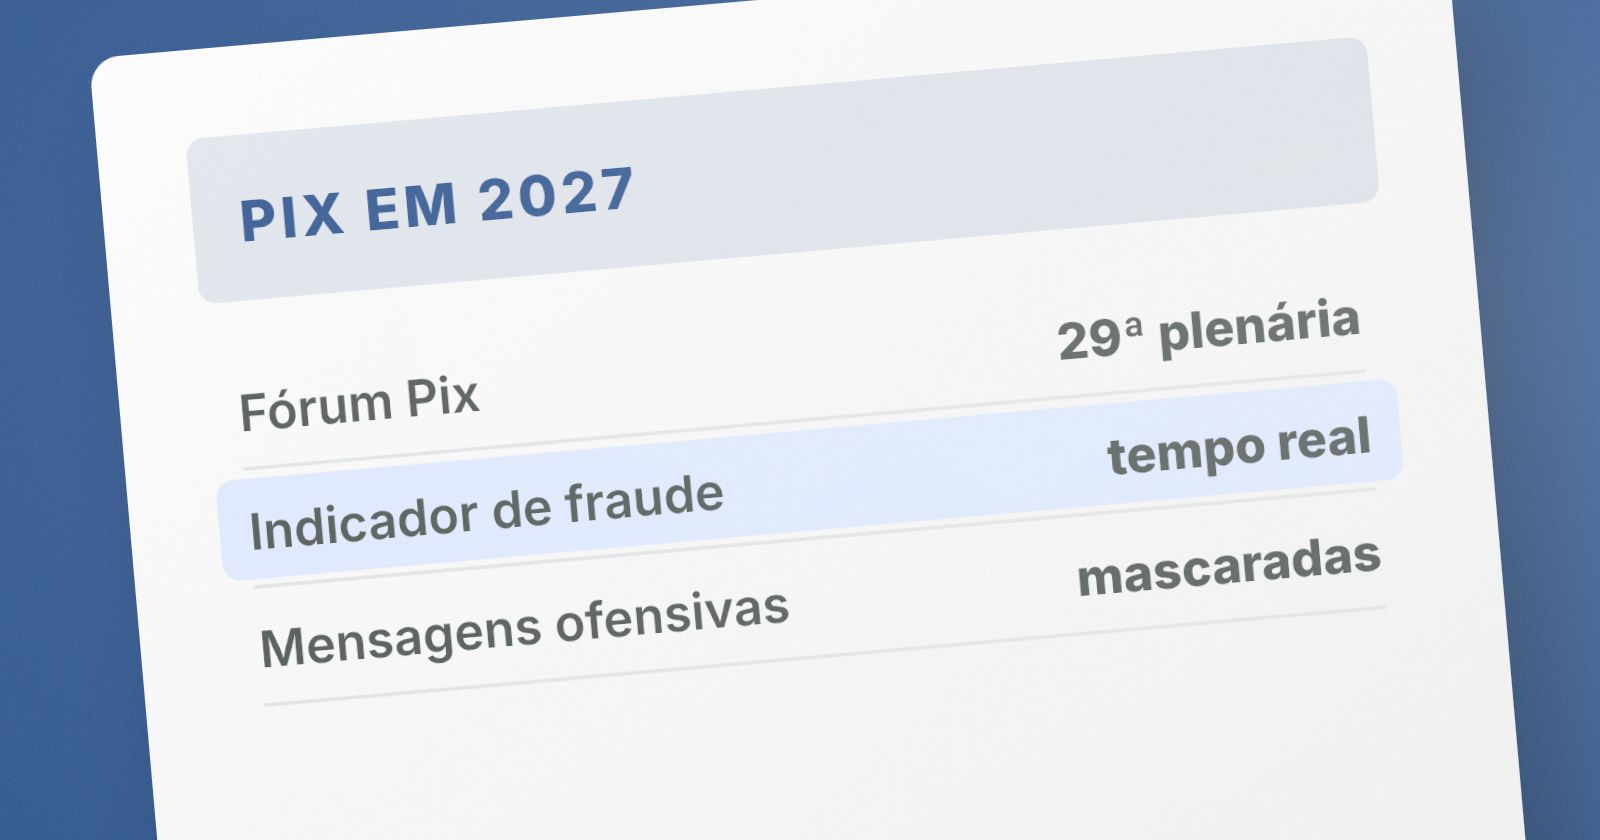 PIX EM 2027
Fórum Pix 29ª plenária
Indicador de fraude tempo real
Mensagens ofensivas mascaradas